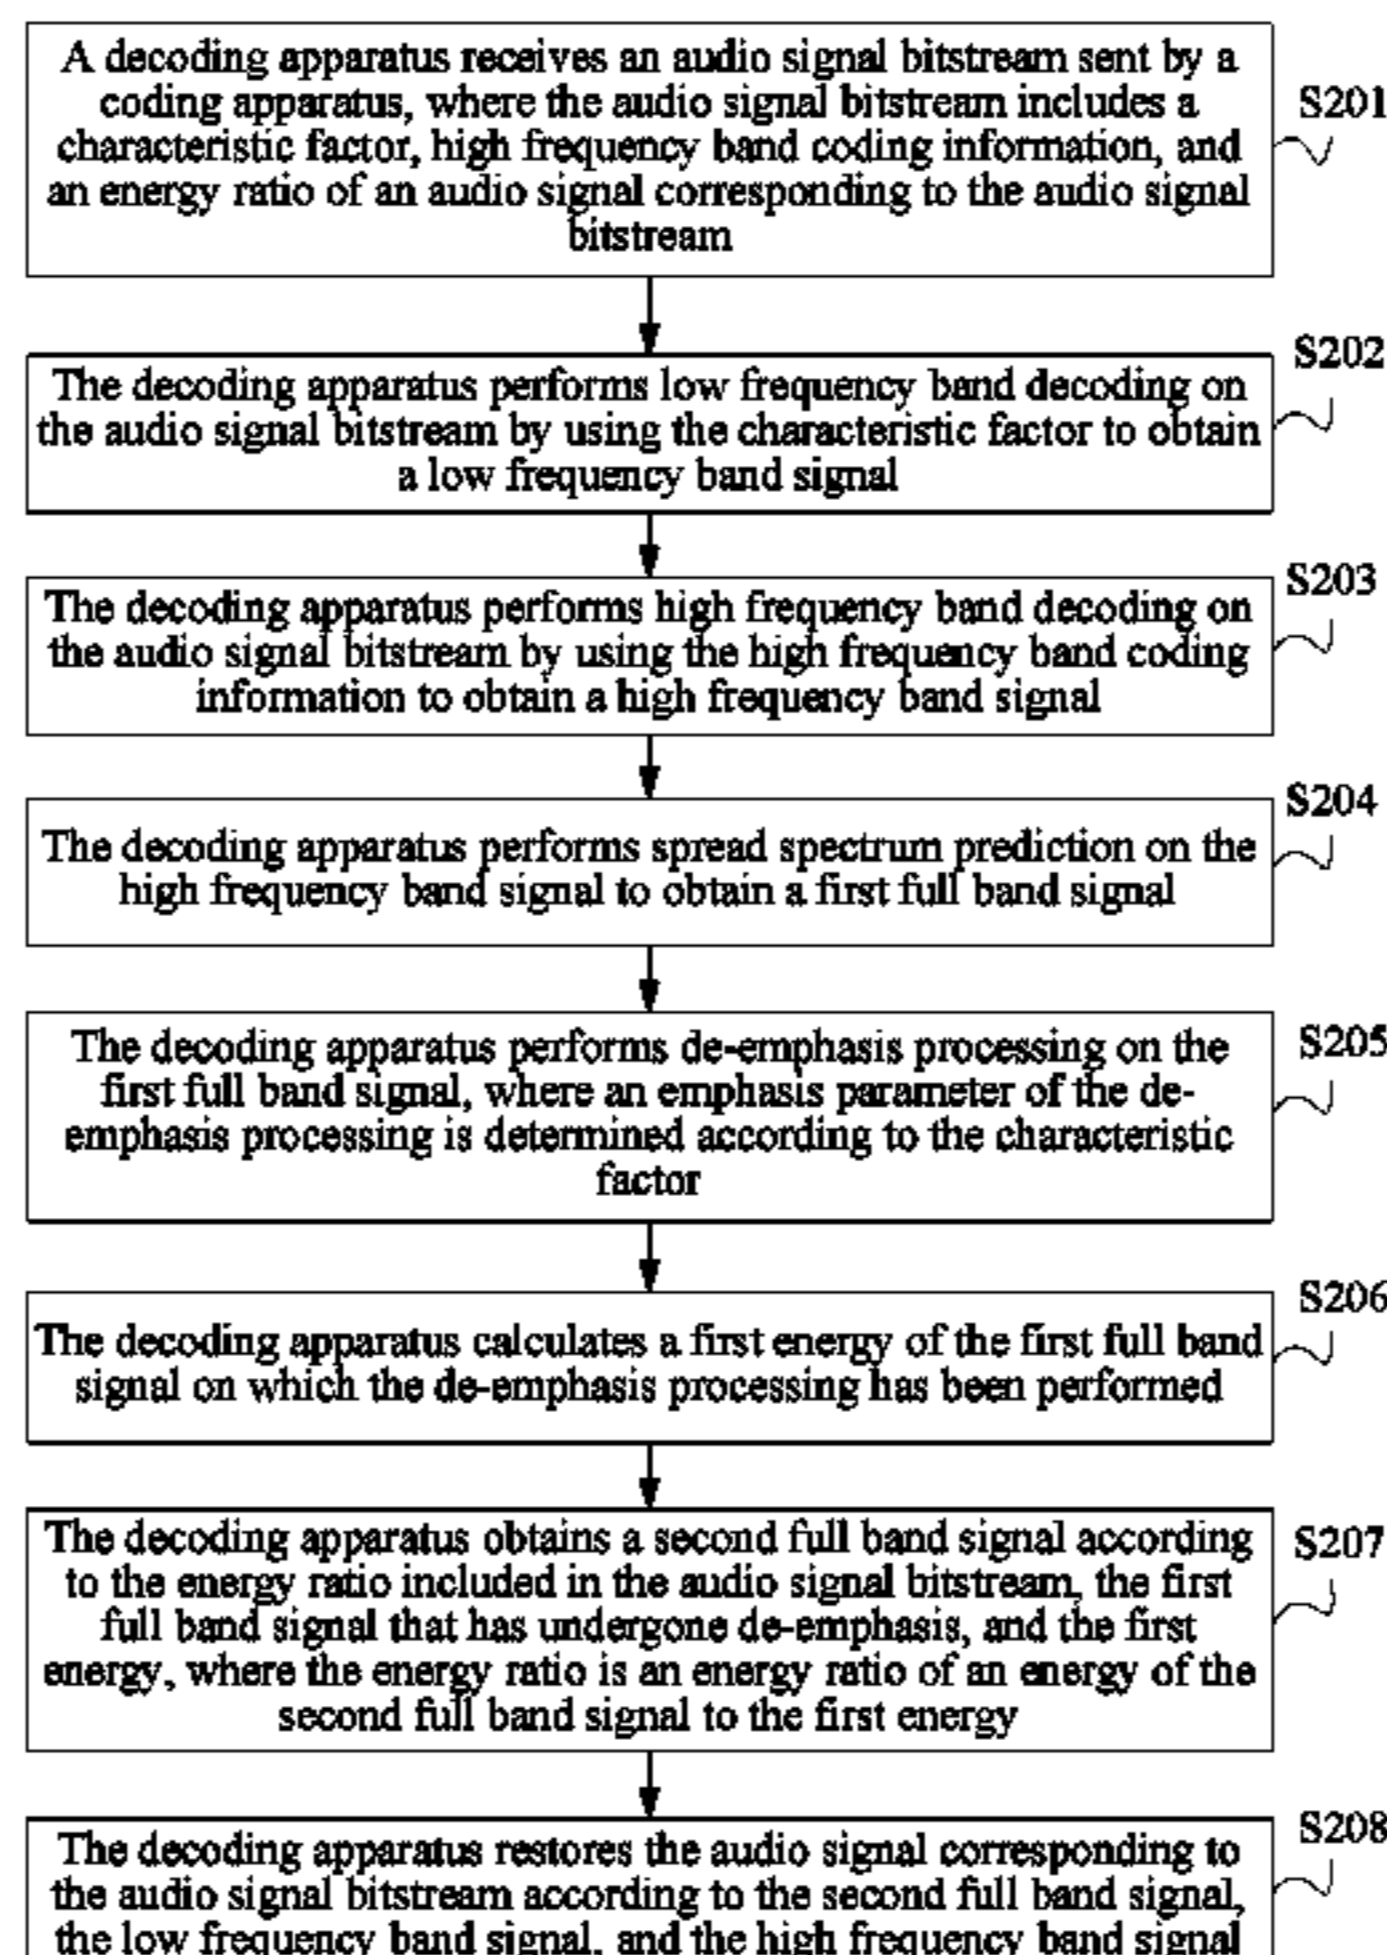 A decoding apparatus receives an audio signal bitstream sent by a
coding apparatus, where the audio signal bitstream includes a
characteristic factor, high frequency band coding information, and
an energy ratio of an audio signal corresponding to the audio signal
bitstream
S201
The decoding apparatus performs low frequency band decoding on
the audio signal bitstream by using the characteristic factor to obtain
a low frequency band signal
S202
The decoding apparatus performs high frequency band decoding on
the audio signal bitstream by using the high frequency band coding
information to obtain a high frequency band signal
S203
The decoding apparatus performs spread spectrum prediction on the
high frequency band signal to obtain a first full band signal
S204
The decoding apparatus performs de-emphasis processing on the
first full band signal, where an emphasis parameter of the de-
emphasis processing is determined according to the characteristic
factor
S205
The decoding apparatus calculates a first energy of the first full band
signal on which the de-emphasis processing has been performed
S206
The decoding apparatus obtains a second full band signal according
to the energy ratio included in the audio signal bitstream, the first
full band signal that has undergone de-emphasis, and the first
energy, where the energy ratio is an energy ratio of an energy of the
second full band signal to the first energy
S207
The decoding apparatus restores the audio signal corresponding to
the audio signal bitstream according to the second full band signal,
the low frequency band signal, and the high frequency band signal
S208